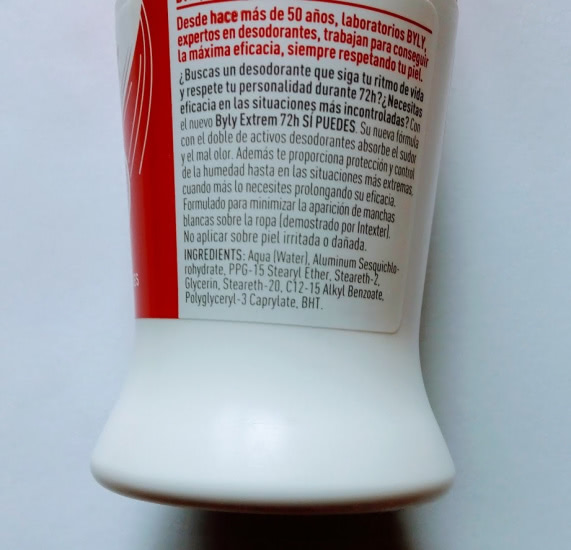 Desde hace más de 50 años, laboratorios BYLY,
expertos en desodorantes, trabajan para conseguir
la máxima eficacia, siempre respetando tu piel.
¿Buscas un desodorante que siga tu ritmo de vida
y respete tu personalidad durante 72h?¿Necesitas
eficacia en las situaciones más incontroladas? Con
el nuevo Byly Extrem 72h SÍ PUEDES. Su nueva fórmula
con el doble de activos desodorantes absorbe el sudor
y el mal olor. Además te proporciona protección y control
de la humedad hasta en las situaciones más extremas,
cuando más lo necesites prolongando su eficacia.
Formulado para minimizar la aparición de manchas
blancas sobre la ropa (demostrado por Intexter).
No aplicar sobre piel irritada o dañada.
INGREDIENTS: Aqua (Water), Aluminum Sesquichlo-
rohydrate, PPG-15 Stearyl Ether, Steareth-2,
Glycerin, Steareth-20, C12-15 Alkyl Benzoate,
Polyglyceryl-3 Caprylate, BHT.